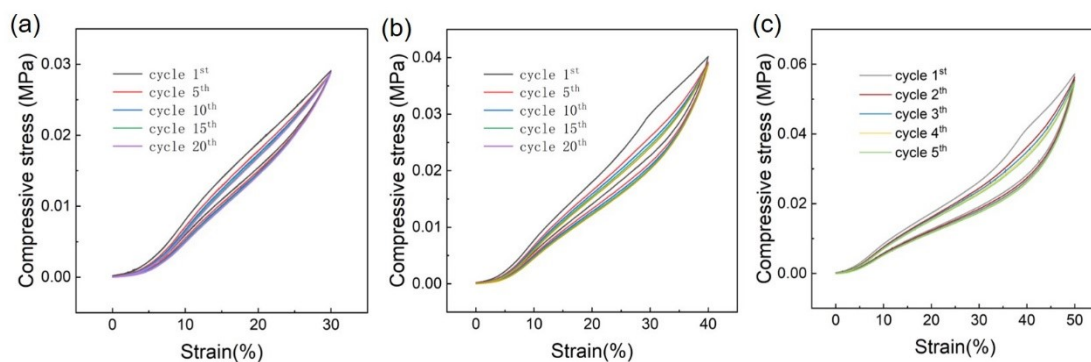 (a)
Compressive stress (MPa)
0.03
0.02
0.01
0.00
cycle 1st
cycle 5th
cycle 10th
cycle 15th
cycle 20th
0 10 20 30
Strain(%)
(b)
Compressive stress (MPa)
0.04
0.03
0.02
0.01
0.00
cycle 1st
cycle 5th
cycle 10th
cycle 15th
cycle 20th
0 10 20 30 40
Strain(%)
(c)
Compressive stress (MPa)
0.06
0.04
0.02
0.00
cycle 1st
cycle 2th
cycle 3th
cycle 4th
cycle 5th
0 10 20 30 40 50
Strain(%)